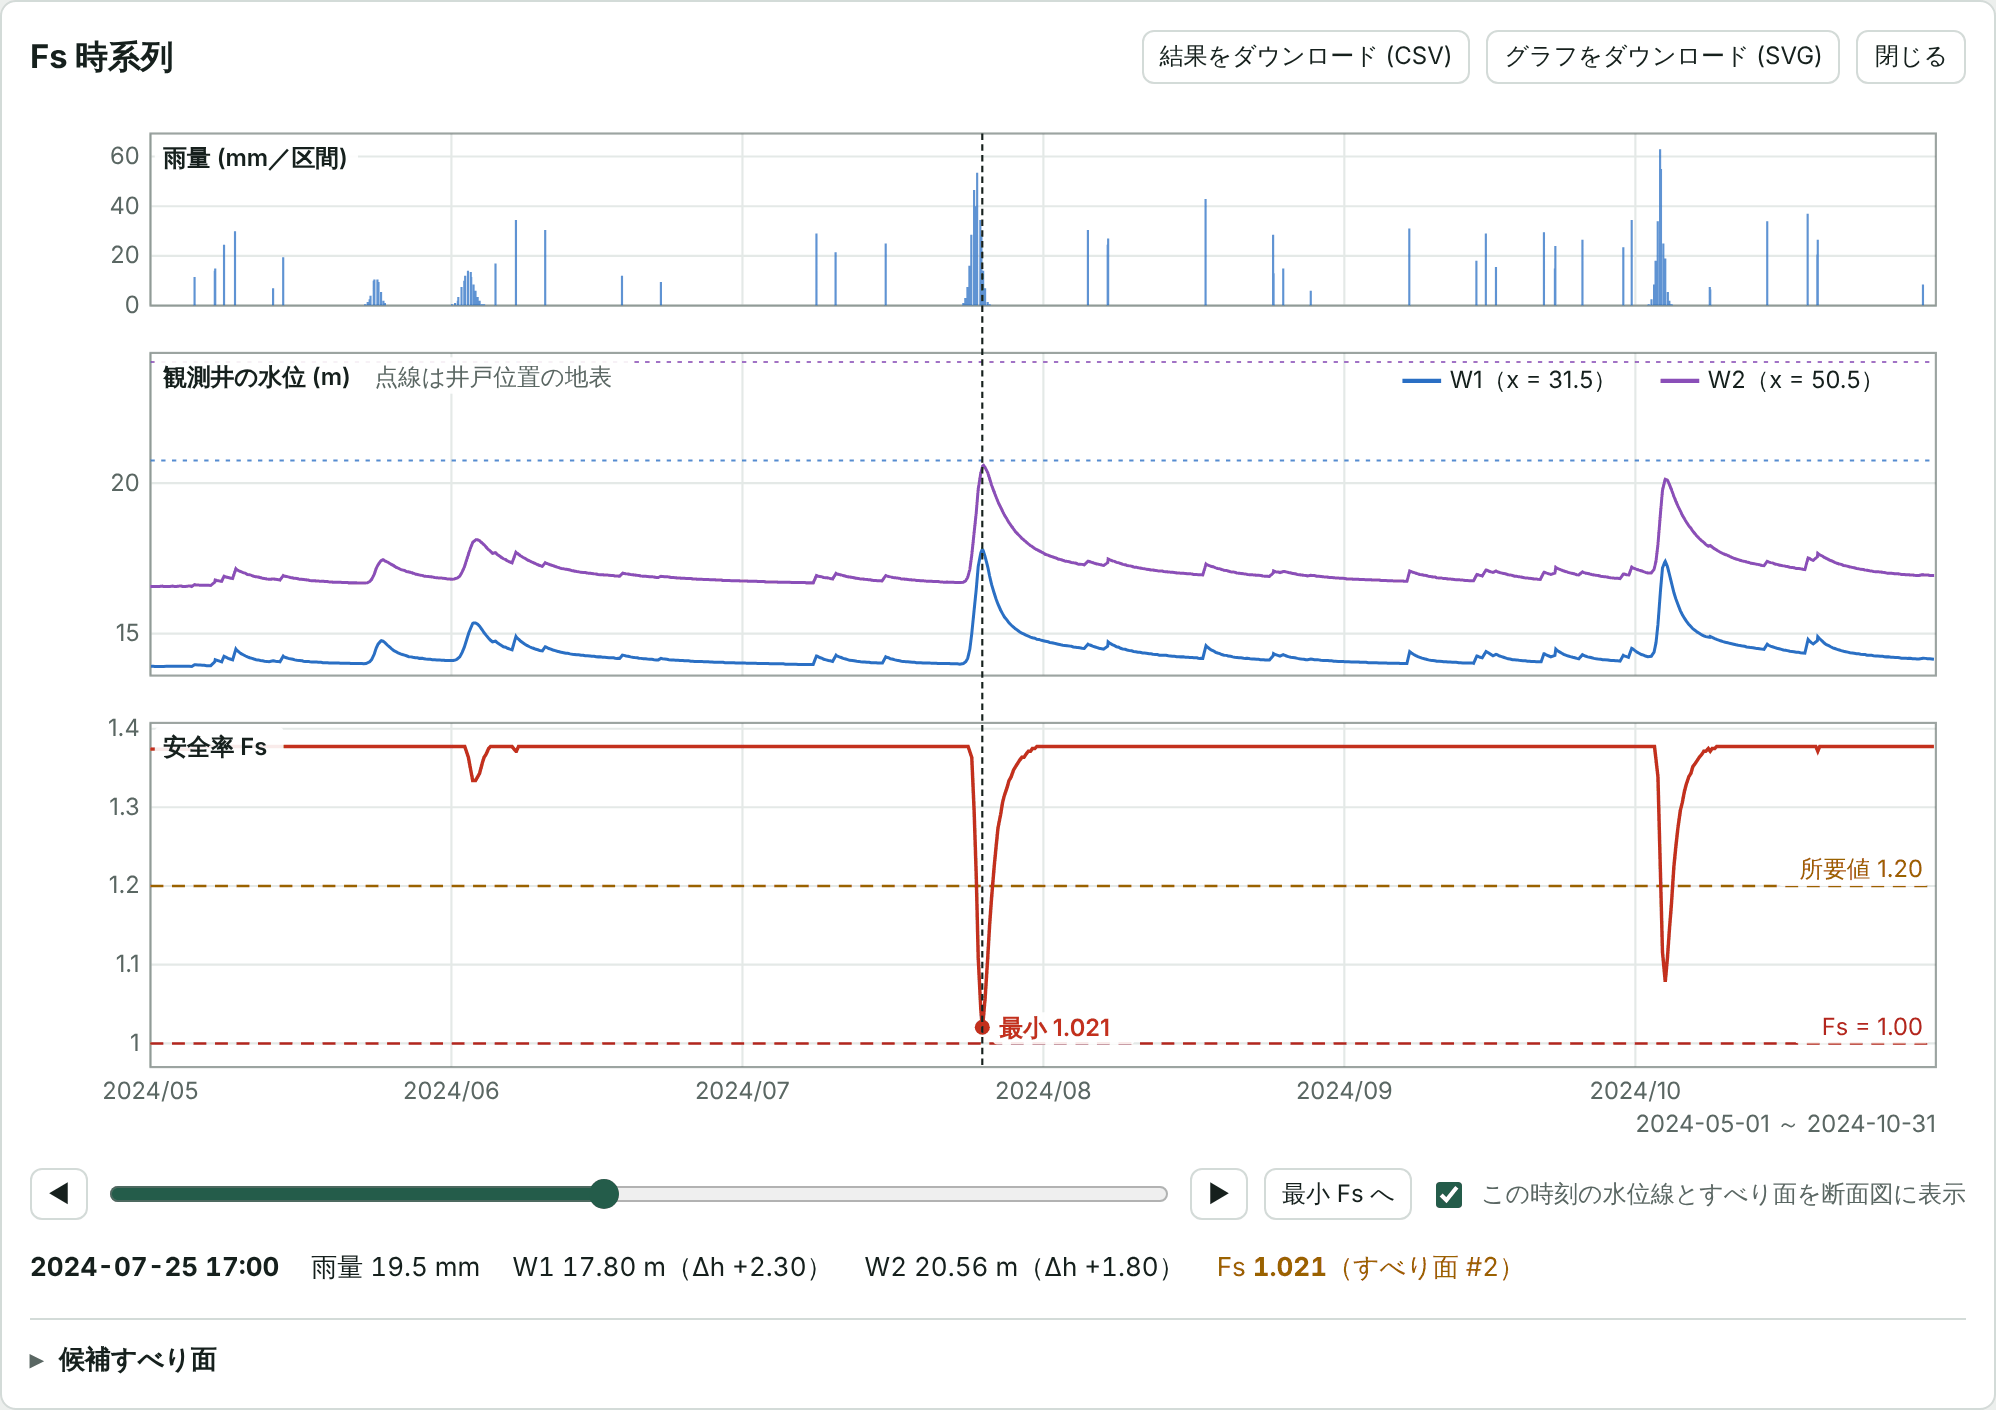 Fs 時系列
結果をダウンロード (CSV)
グラフをダウンロード (SVG)
閉じる
雨量 (mm／区間)
60
40
20
0
観測井の水位 (m) 点線は井戸位置の地表
W1（x = 31.5） W2（x = 50.5）
20
15
安全率 Fs
1.4
1.3
1.2
1.1
1
所要値 1.20
最小 1.021
Fs = 1.00
2024/05 2024/06 2024/07 2024/08 2024/09 2024/10
2024-05-01 ～ 2024-10-31
◀ ▶ 最小 Fs へ この時刻の水位線とすべり面を断面図に表示
2024-07-25 17:00 雨量 19.5 mm W1 17.80 m（Δh +2.30） W2 20.56 m（Δh +1.80） Fs 1.021（すべり面 #2）
▶ 候補すべり面